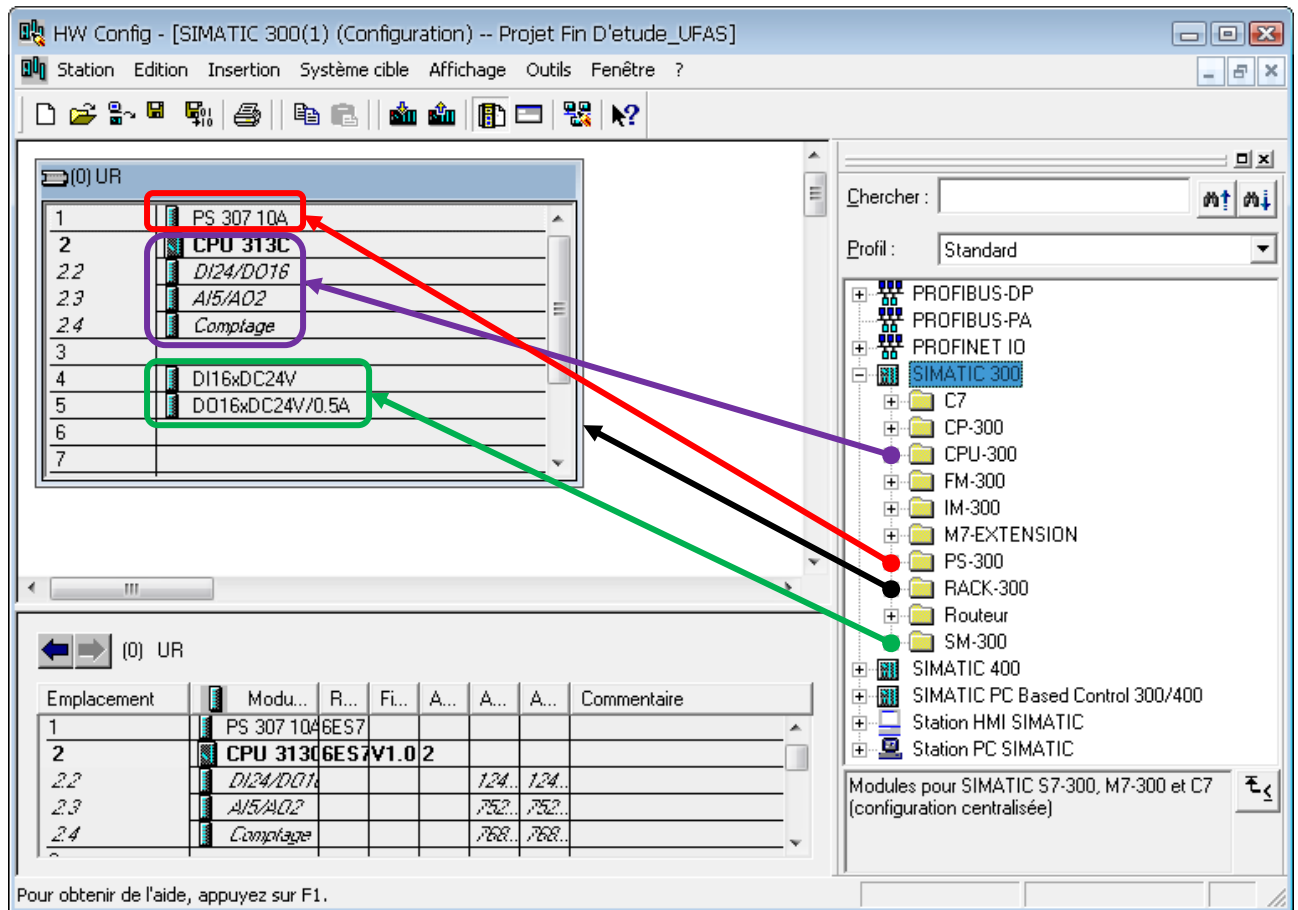 HW Config - [SIMATIC 300(1) (Configuration) -- Projet Fin D'etude_UFAS]
Station Edition Insertion Système cible Affichage Outils Fenêtre ?
(0) UR
1 PS 307 10A
2 CPU 313C
2.2 DI24/DO16
2.3 AI5/AO2
2.4 Comptage
3
4 DI16xDC24V
5 DO16xDC24V/0.5A
6
7
Chercher :
Profil : Standard
PROFIBUS-DP
PROFIBUS-PA
PROFINET IO
SIMATIC 300
C7
CP-300
CPU-300
FM-300
IM-300
M7-EXTENSION
PS-300
RACK-300
Routeur
SM-300
SIMATIC 400
SIMATIC PC Based Control 300/400
Station HMI SIMATIC
Station PC SIMATIC
Modules pour SIMATIC S7-300, M7-300 et C7
(configuration centralisée)
(0) UR
Emplacement Modu... R... Fi... A... A... A... Commentaire
1 PS 307 10A 6ES7
2 CPU 313C 6ES7 V1.0 2
2.2 DI24/DO16 124... 124...
2.3 AI5/AO2 752... 752...
2.4 Comptage 768... 768...
Pour obtenir de l'aide, appuyez sur F1.